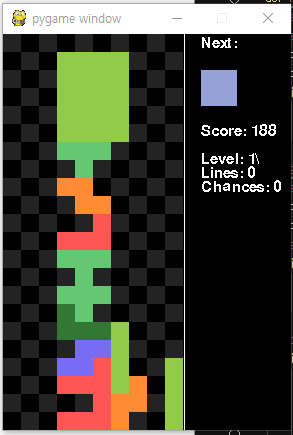 pygame window
Next:
Score: 188
Level: 1\
Lines: 0
Chances: 0